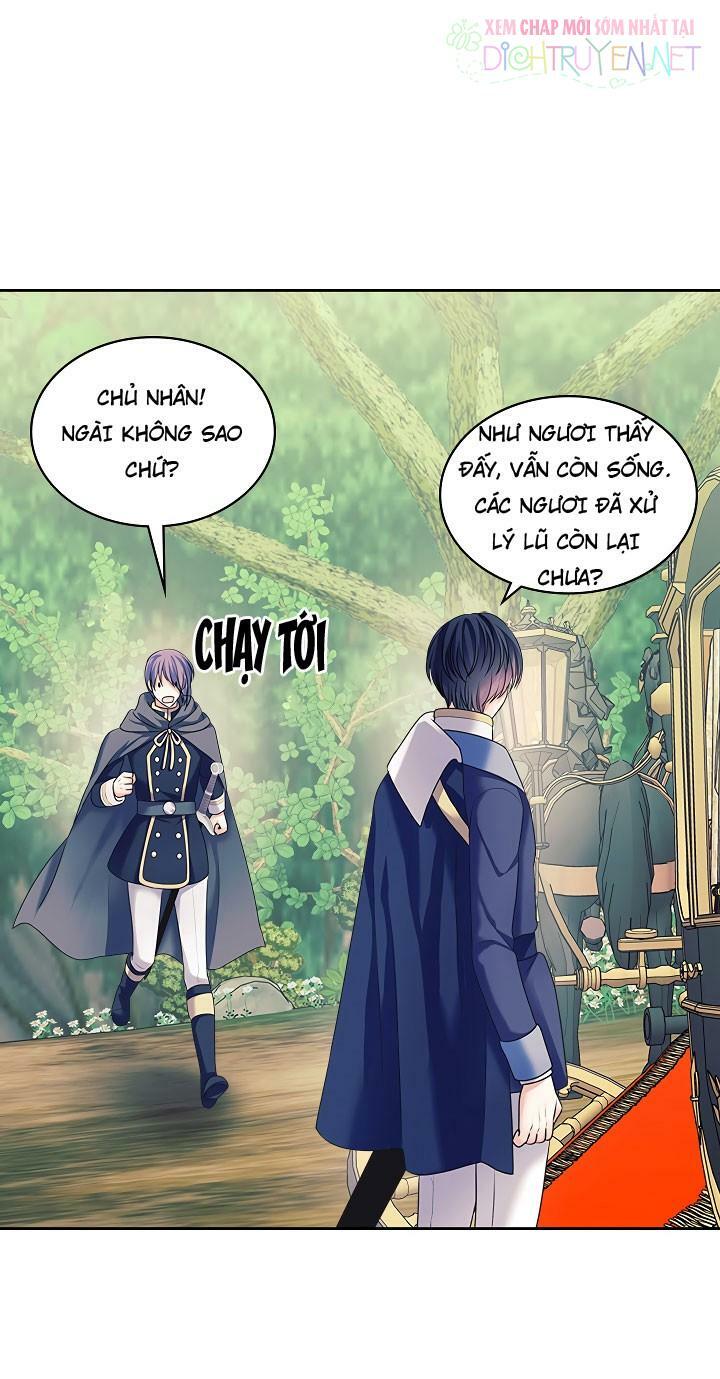 XEM CHAP MỚI SỚM NHẤT TẠI
DICHTRUYEN.NET
CHỦ NHÂN!
NGÀI KHÔNG SAO
CHỨ?
NHƯ NGƯƠI THẤY
ĐẤY, VẪN CÒN SỐNG.
CÁC NGƯƠI ĐÃ XỬ
LÝ LŨ CÒN LẠI
CHƯA?
CHẠY TỚI